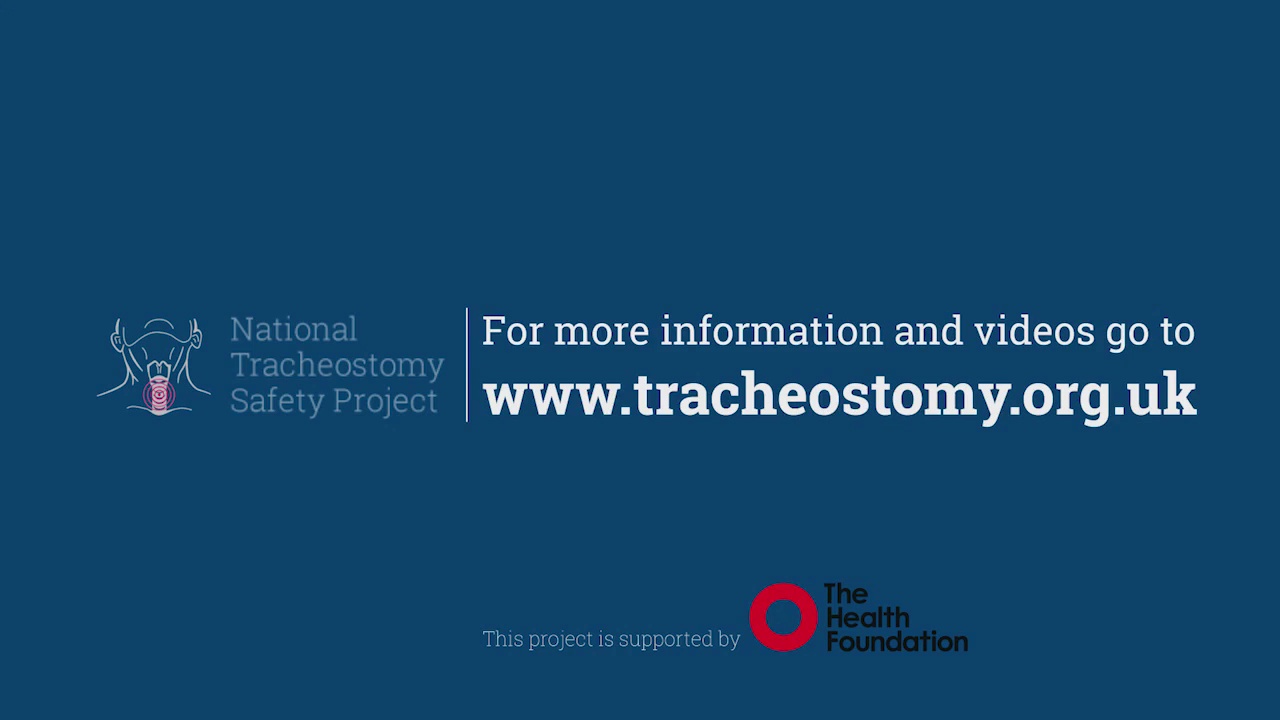 National
Tracheostomy
Safety Project
For more information and videos go to
www.tracheostomy.org.uk
This project is supported by
The
Health
Foundation